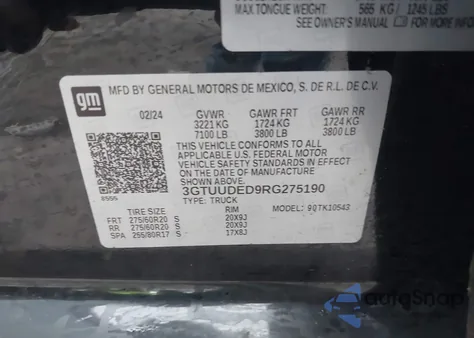 MAX TONGUE WEIGHT: 565 KG / 1245 LBS
SEE OWNER'S MANUAL FOR MORE INFO
gm
MFD BY GENERAL MOTORS DE MEXICO, S. DE R.L. DE C.V.
02/24 GVWR GAWR FRT GAWR RR
3221 KG 1724 KG 1724 KG
7100 LB 3800 LB 3800 LB
THIS VEHICLE CONFORMS TO ALL
APPLICABLE U.S. FEDERAL MOTOR
VEHICLE SAFETY STANDARDS IN EFFECT
ON THE DATE OF MANUFACTURE SHOWN
ABOVE.
3GTUUDED9RG275190
TYPE: TRUCK
TIRE SIZE RIM MODEL:
FRT 275/60R20 S 20X9J
RR 275/60R20 S 20X9J
SPA 255/80R17 S 17X8J
autoSnap